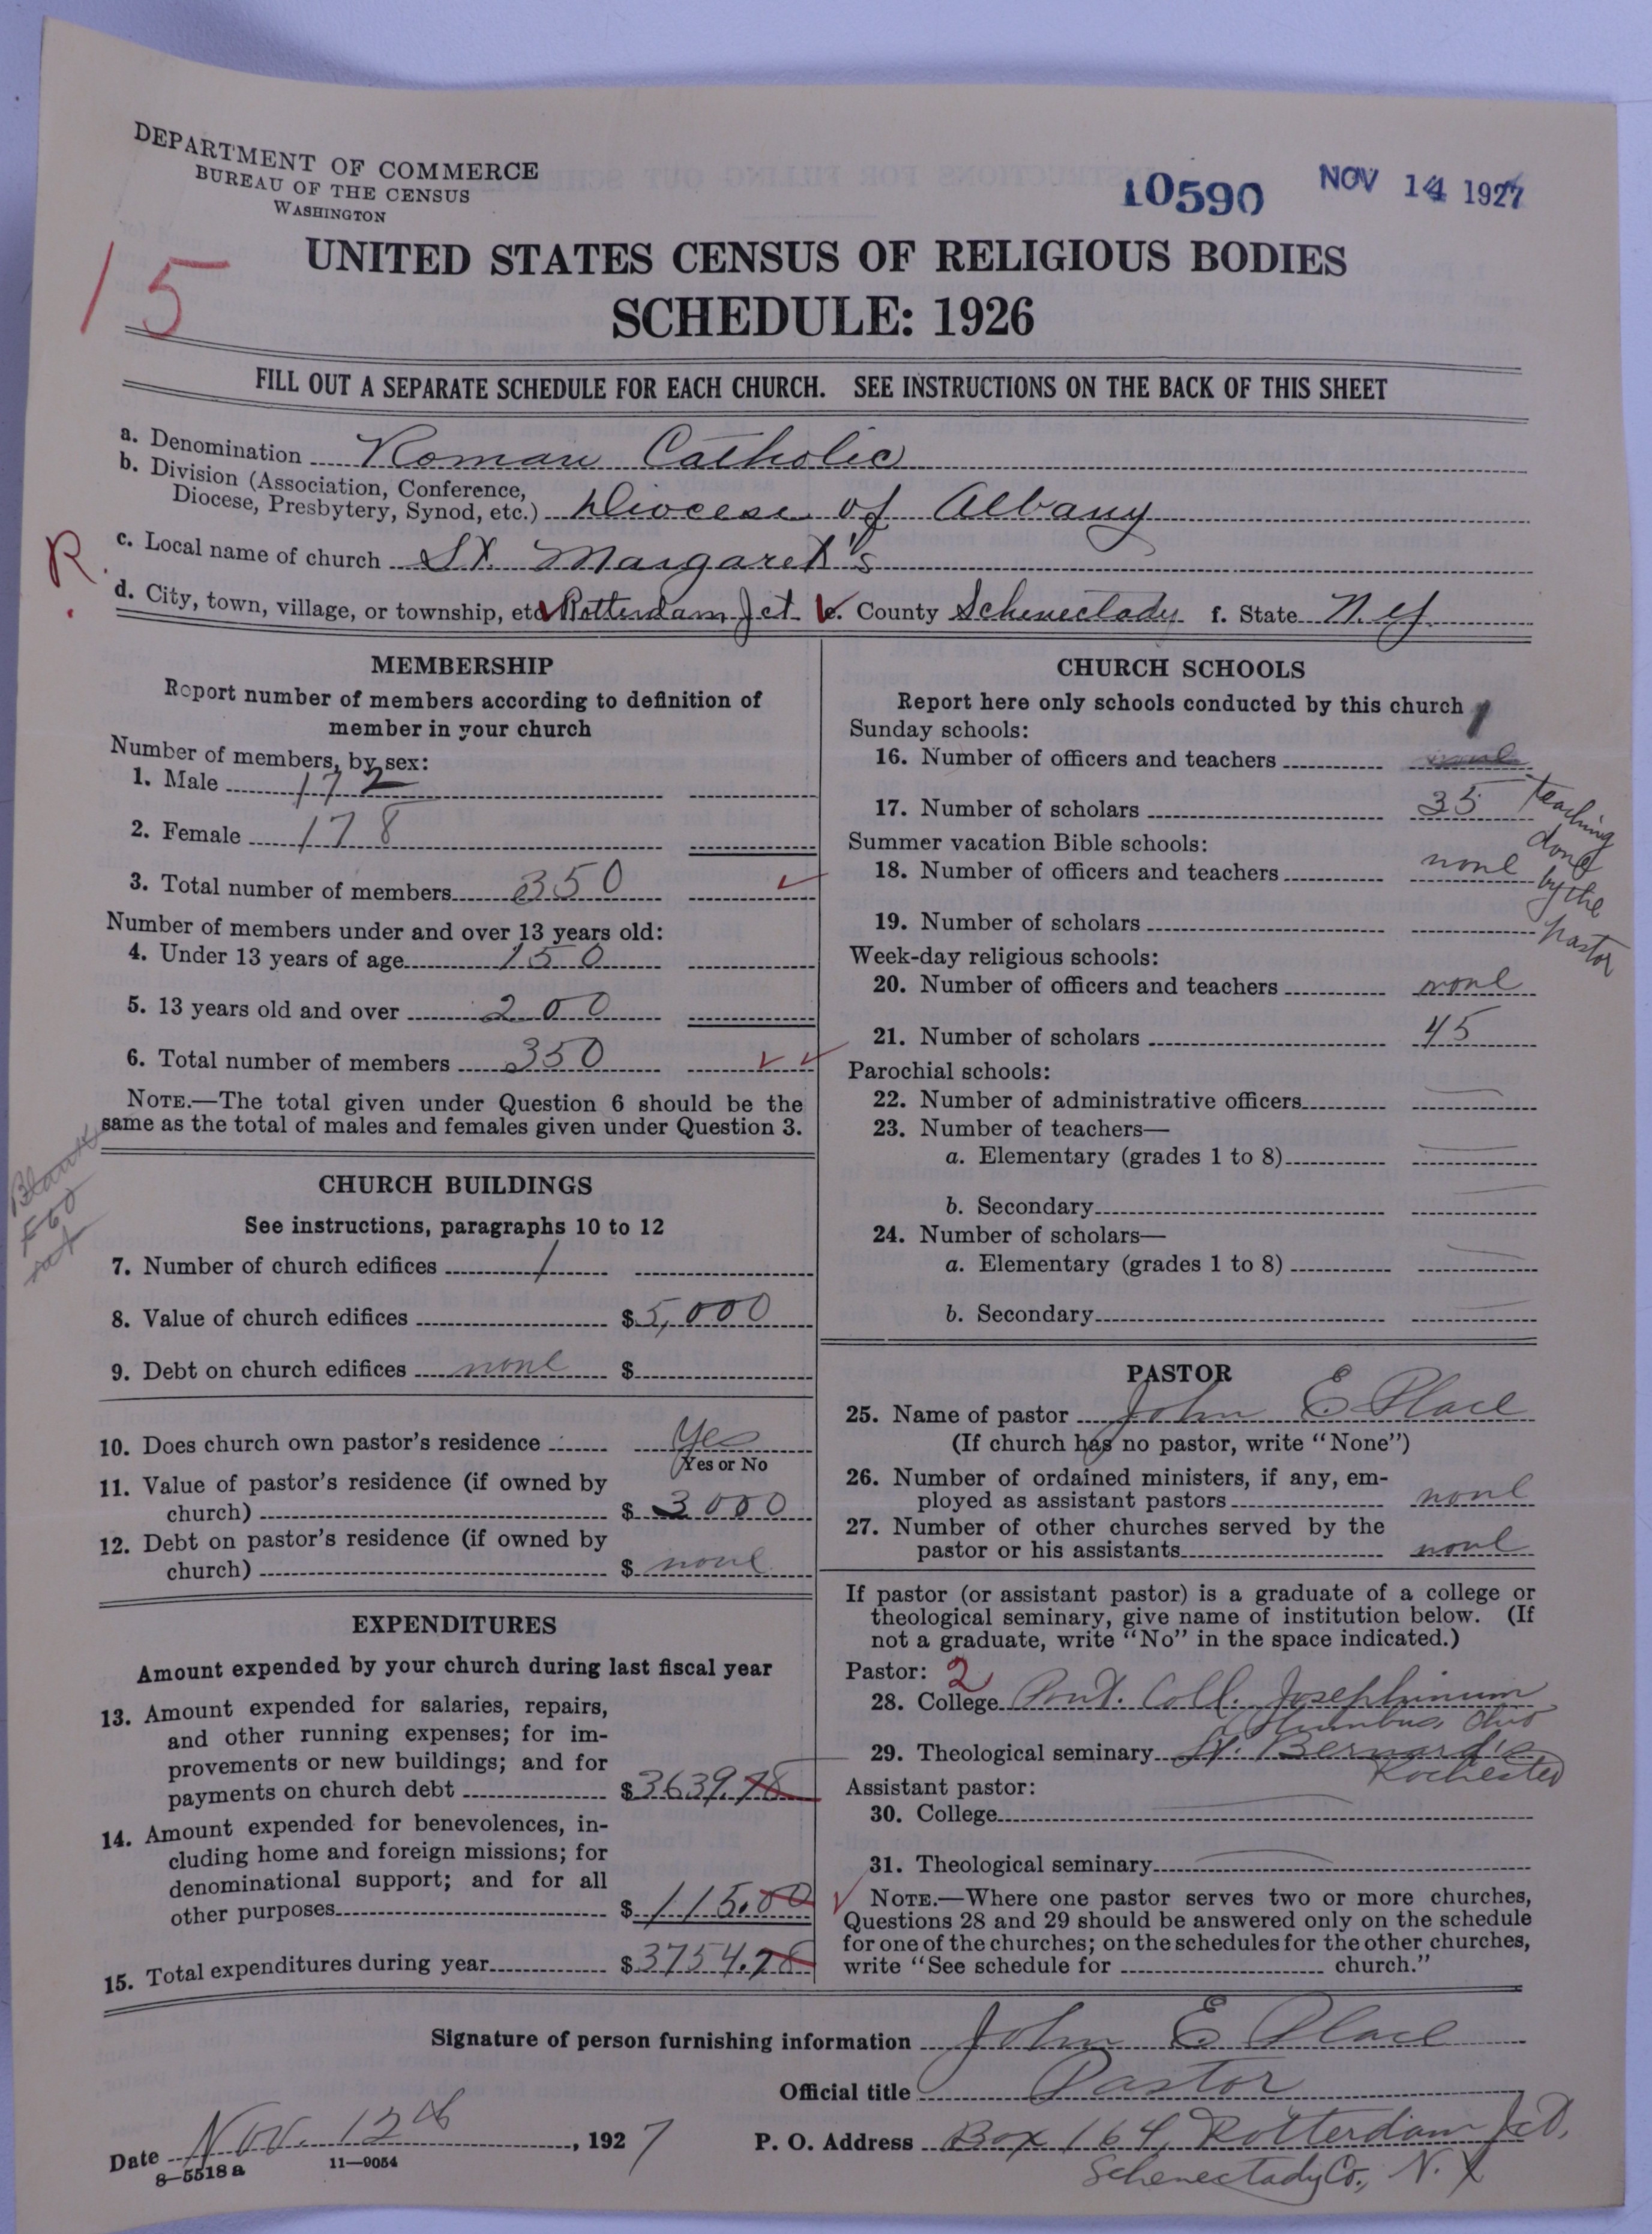 DEPARTMENT OF COMMERCE
BUREAU OF THE CENSUS
WASHINGTON
10590
NOV 14 1927
15
UNITED STATES CENSUS OF RELIGIOUS BODIES
SCHEDULE: 1926
FILL OUT A SEPARATE SCHEDULE FOR EACH CHURCH. SEE INSTRUCTIONS ON THE BACK OF THIS SHEET
a. Denomination Roman Catholic
b. Division (Association, Conference,
Diocese, Presbytery, Synod, etc.) Diocese of Albany
R.
c. Local name of church St. Margaret's
d. City, town, village, or township, etc. Rotterdam Jct. e. County Schenectady f. State N.Y.
MEMBERSHIP
Report number of members according to definition of
member in your church
Number of members, by sex:
1. Male 172
2. Female 178
3. Total number of members 350
Number of members under and over 13 years old:
4. Under 13 years of age 150
5. 13 years old and over 200
6. Total number of members 350
NOTE.—The total given under Question 6 should be the
same as the total of males and females given under Question 3.
CHURCH BUILDINGS
See instructions, paragraphs 10 to 12
7. Number of church edifices 1
8. Value of church edifices $5,000
9. Debt on church edifices none $
10. Does church own pastor's residence Yes
Yes or No
11. Value of pastor's residence (if owned by
church) $3000
12. Debt on pastor's residence (if owned by
church) $ none
EXPENDITURES
Amount expended by your church during last fiscal year
13. Amount expended for salaries, repairs,
and other running expenses; for im-
provements or new buildings; and for
payments on church debt $3639.78
14. Amount expended for benevolences, in-
cluding home and foreign missions; for
denominational support; and for all
other purposes $115.00
15. Total expenditures during year $3754.78
CHURCH SCHOOLS
Report here only schools conducted by this church
Sunday schools:
1
16. Number of officers and teachers none
17. Number of scholars 35
teaching
done
by the
pastor
Summer vacation Bible schools:
18. Number of officers and teachers none
19. Number of scholars
Week-day religious schools:
20. Number of officers and teachers none
21. Number of scholars 45
Parochial schools:
22. Number of administrative officers
23. Number of teachers—
a. Elementary (grades 1 to 8)
b. Secondary
24. Number of scholars—
a. Elementary (grades 1 to 8)
b. Secondary
PASTOR
25. Name of pastor John E Place
(If church has no pastor, write "None")
26. Number of ordained ministers, if any, em-
ployed as assistant pastors none
27. Number of other churches served by the
pastor or his assistants none
If pastor (or assistant pastor) is a graduate of a college or
theological seminary, give name of institution below. (If
not a graduate, write "No" in the space indicated.)
Pastor: 2
28. College Pont. Coll. Josephinum
Columbus, Ohio
29. Theological seminary St. Bernard's
Rochester
Assistant pastor:
30. College
31. Theological seminary
NOTE.—Where one pastor serves two or more churches,
Questions 28 and 29 should be answered only on the schedule
for one of the churches; on the schedules for the other churches,
write "See schedule for church."
Signature of person furnishing information John E Place
Official title Pastor
Date Nov. 12th, 1927
P. O. Address Box 164, Rotterdam Jct.
Schenectady Co., N.Y
8—5518 a
11—9054